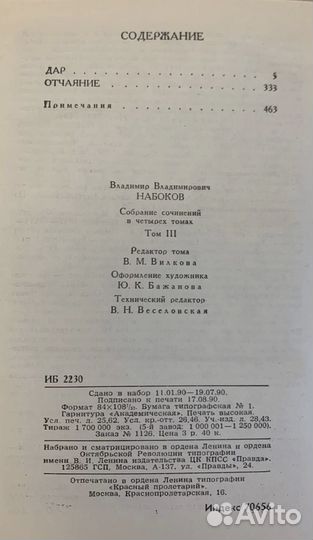 СОДЕРЖАНИЕ
ДАР . . . . . . . . . . . . . . . . . . 5
ОТЧАЯНИЕ . . . . . . . . . . . . . . 333
Примечания . . . . . . . . . . . . . 463
Владимир Владимирович
НАБОКОВ
Собрание сочинений
в четырех томах
Том III
Редактор тома
В. М. Вилкова
Оформление художника
Ю. К. Бажанова
Технический редактор
В. Н. Веселовская
ИБ 2230
Сдано в набор 11.01.90—19.07.90.
Подписано к печати 17.08.90.
Формат 84×108¹/₃₂. Бумага типографская № 1.
Гарнитура «Академическая». Печать высокая.
Усл. печ. л. 25,62. Усл. кр.-отт. 26,46. Уч.-изд. л. 28,43.
Тираж 1 700 000 экз. (5-й завод: 1 000 001—1 250 000).
Заказ № 1126. Цена 3 р. 40 к.
Набрано и сматрицировано в ордена Ленина и ордена
Октябрьской Революции типографии
имени В. И. Ленина издательства ЦК КПСС «Правда».
125865 ГСП, Москва, А-137, ул. «Правды», 24.
Отпечатано в ордена Ленина типографии
«Красный пролетарий».
Москва, Краснопролетарская, 16.
Индекс 70656
Avito